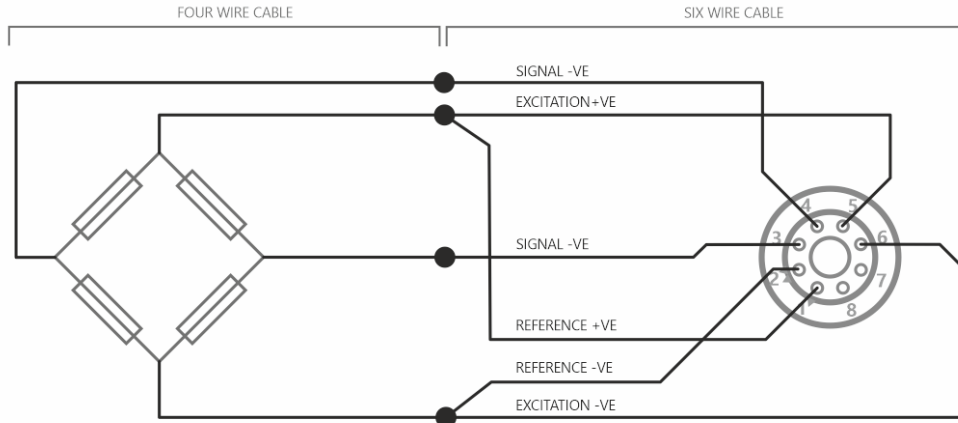 FOUR WIRE CABLE
SIX WIRE CABLE
SIGNAL -VE
EXCITATION+VE
4
5
SIGNAL -VE
3
6
2
7
1
8
REFERENCE +VE
REFERENCE -VE
EXCITATION -VE